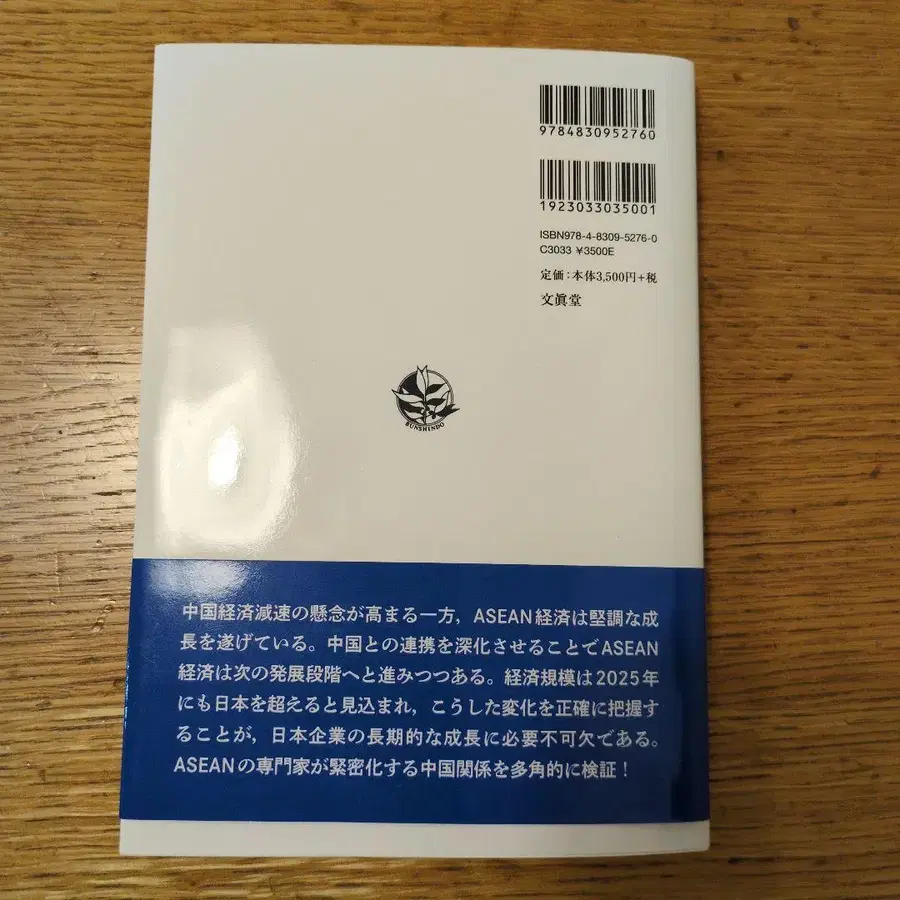 9784830952760
1923033035001
ISBN978-4-8309-5276-0
C3033 ¥3500E
定価：本体3,500円+税
文眞堂
BUNSHINDO
中国経済減速の懸念が高まる一方，ASEAN経済は堅調な成
長を遂げている。中国との連携を深化させることでASEAN
経済は次の発展段階へと進みつつある。経済規模は2025年
にも日本を超えると見込まれ，こうした変化を正確に把握す
ることが，日本企業の長期的な成長に必要不可欠である。
ASEANの専門家が緊密化する中国関係を多角的に検証！